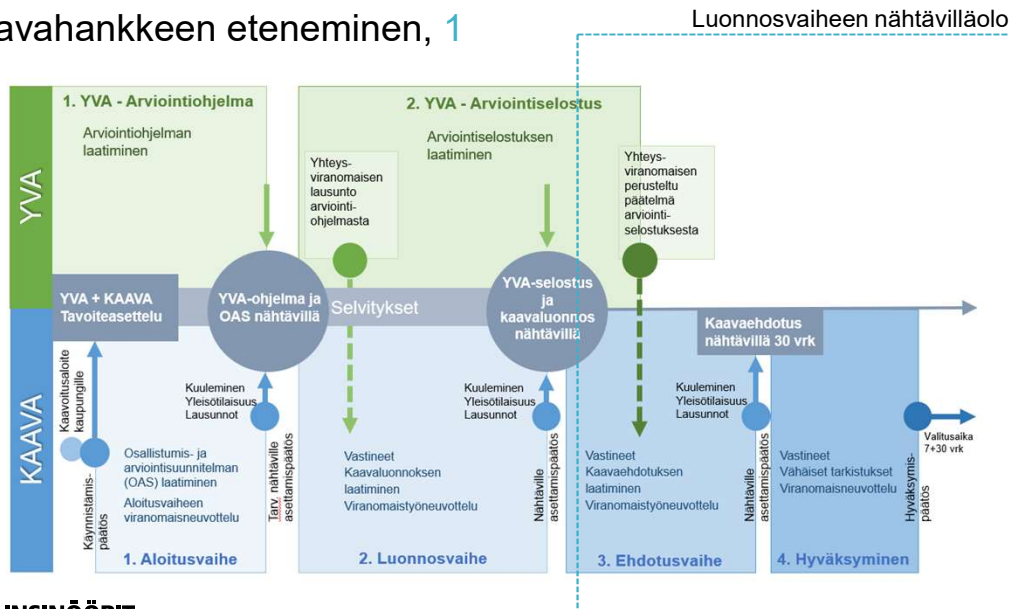 avahankkeen eteneminen, 1
Luonnosvaiheen nähtävilläolo
YVA
1. YVA - Arviointiohjelma
Arviointiohjelman
laatiminen
2. YVA - Arviointiselostus
Arviointiselostuksen
laatiminen
Yhteys-
viranomaisen
lausunto
arviointi-
ohjelmasta
Yhteys-
viranomaisen
perusteltu
päätelmä
arviointi-
selostuksesta
YVA + KAAVA
Tavoiteasettelu
YVA-ohjelma ja
OAS nähtävillä
Selvitykset
YVA-selostus
ja
kaavaluonnos
nähtävillä
Kaavaehdotus
nähtävillä 30 vrk
KAAVA
Kaavoitusaloite
kaupungille
Käynnistämis-
päätös
Osallistumis- ja
arviointisuunnitelman
(OAS) laatiminen
Aloitusvaiheen
viranomaisneuvottelu
1. Aloitusvaihe
Kuuleminen
Yleisötilaisuus
Lausunnot
Tarv. nähtäville
asettamispäätös
Vastineet
Kaavaluonnoksen
laatiminen
Viranomaistyöneuvottelu
2. Luonnosvaihe
Kuuleminen
Yleisötilaisuus
Lausunnot
Nähtäville
asettamispäätös
Vastineet
Kaavaehdotuksen
laatiminen
Viranomaistyöneuvottelu
3. Ehdotusvaihe
Kuuleminen
Yleisötilaisuus
Lausunnot
Nähtäville
asettamispäätös
Vastineet
Vähäiset tarkistukset
Viranomaisneuvottelu
4. Hyväksyminen
Hyväksymis-
päätös
Valitusaika
7+30 vrk